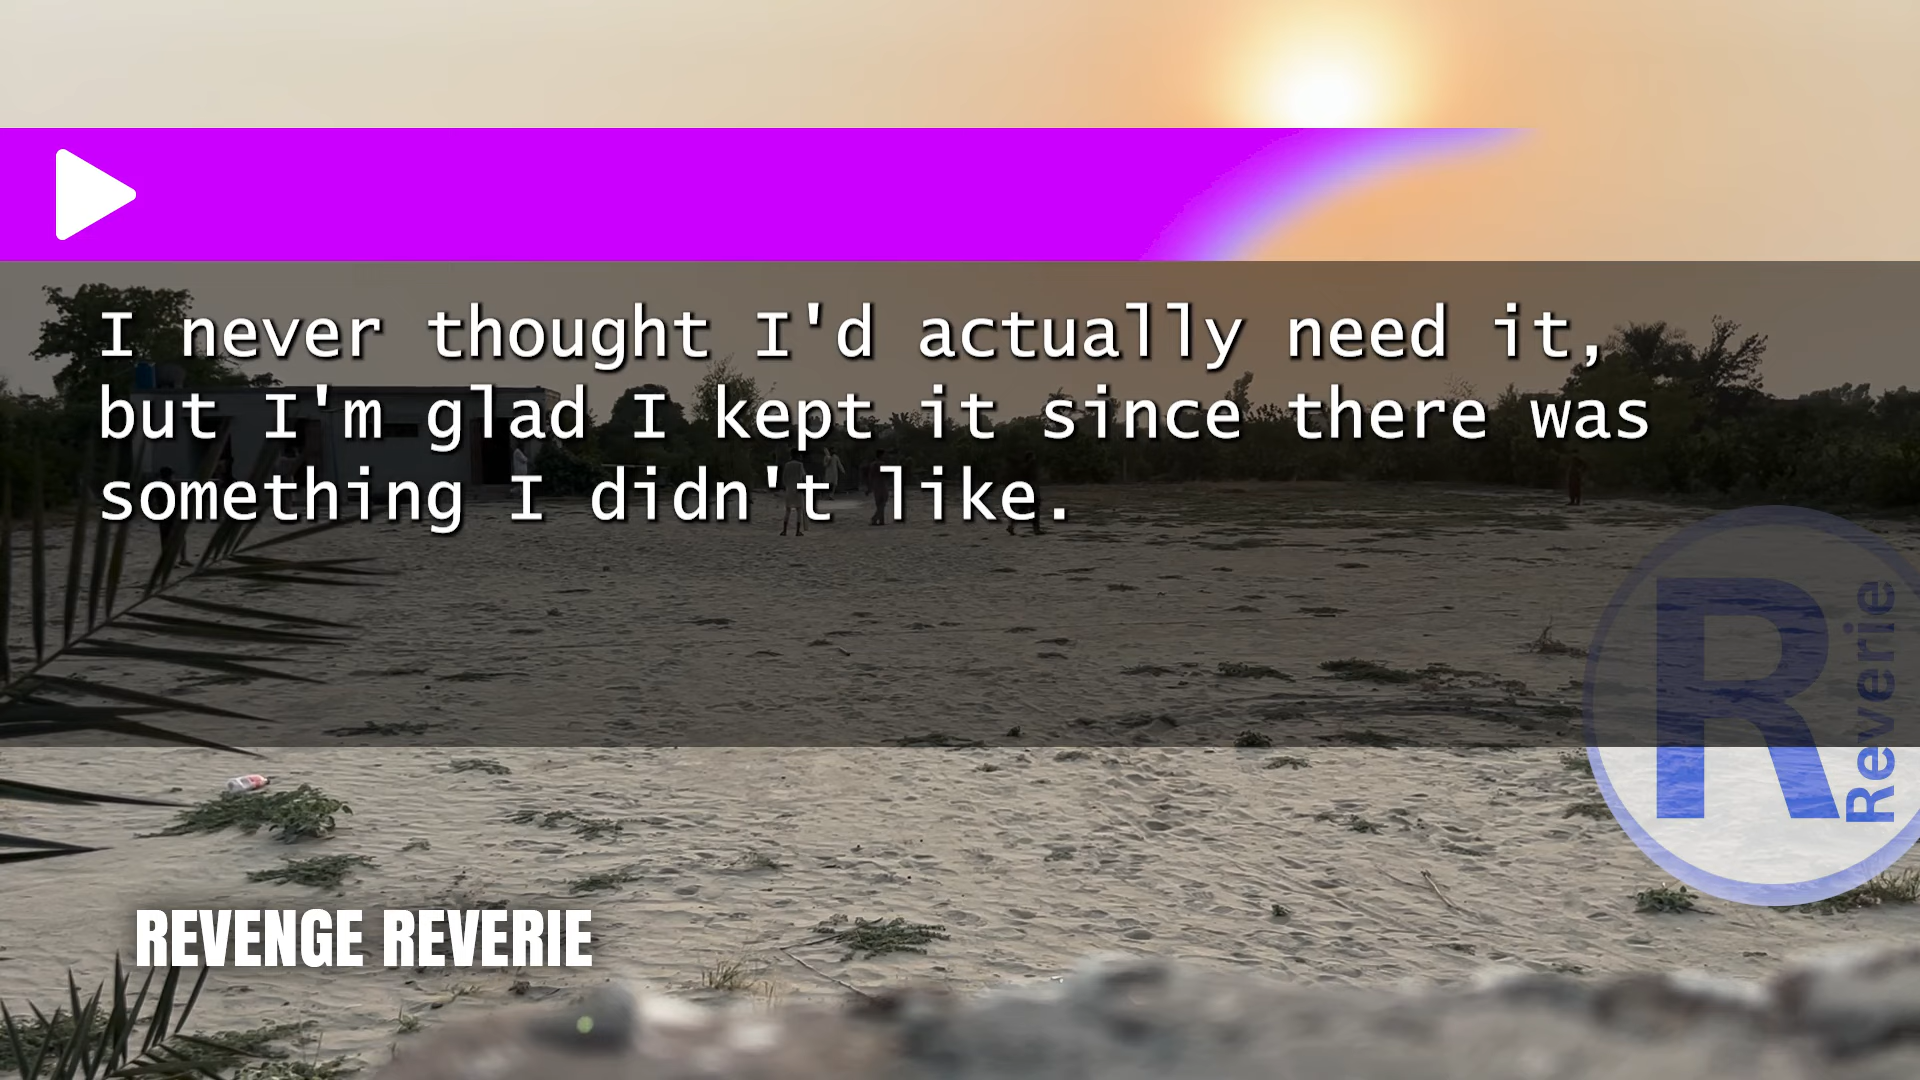 I never thought I'd actually need it,
but I'm glad I kept it since there was
something I didn't like.
R
Reverie
REVENGE REVERIE